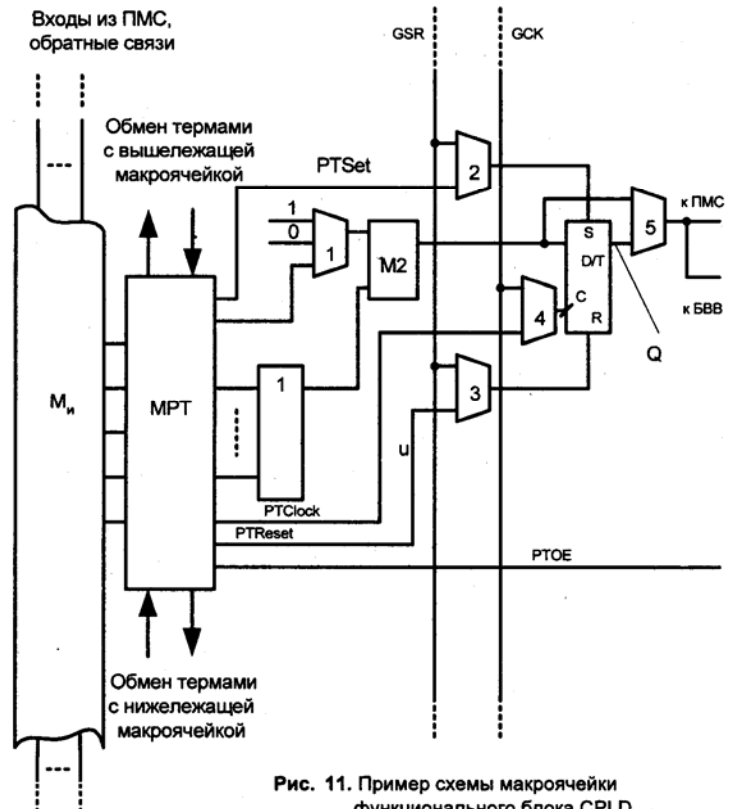 Входы из ПМС,
обратные связи
GSR
GCK
Обмен термами
с вышележащей
макроячейкой
PTSet
2
1
0
1
M2
5
к ПМС
к БВВ
S
D/T
C
R
Q
4
3
Mи
МРТ
1
u
PTClock
PTReset
PTOE
Обмен термами
с нижележащей
макроячейкой
Рис. 11. Пример схемы макроячейки
функционального блока CPLD